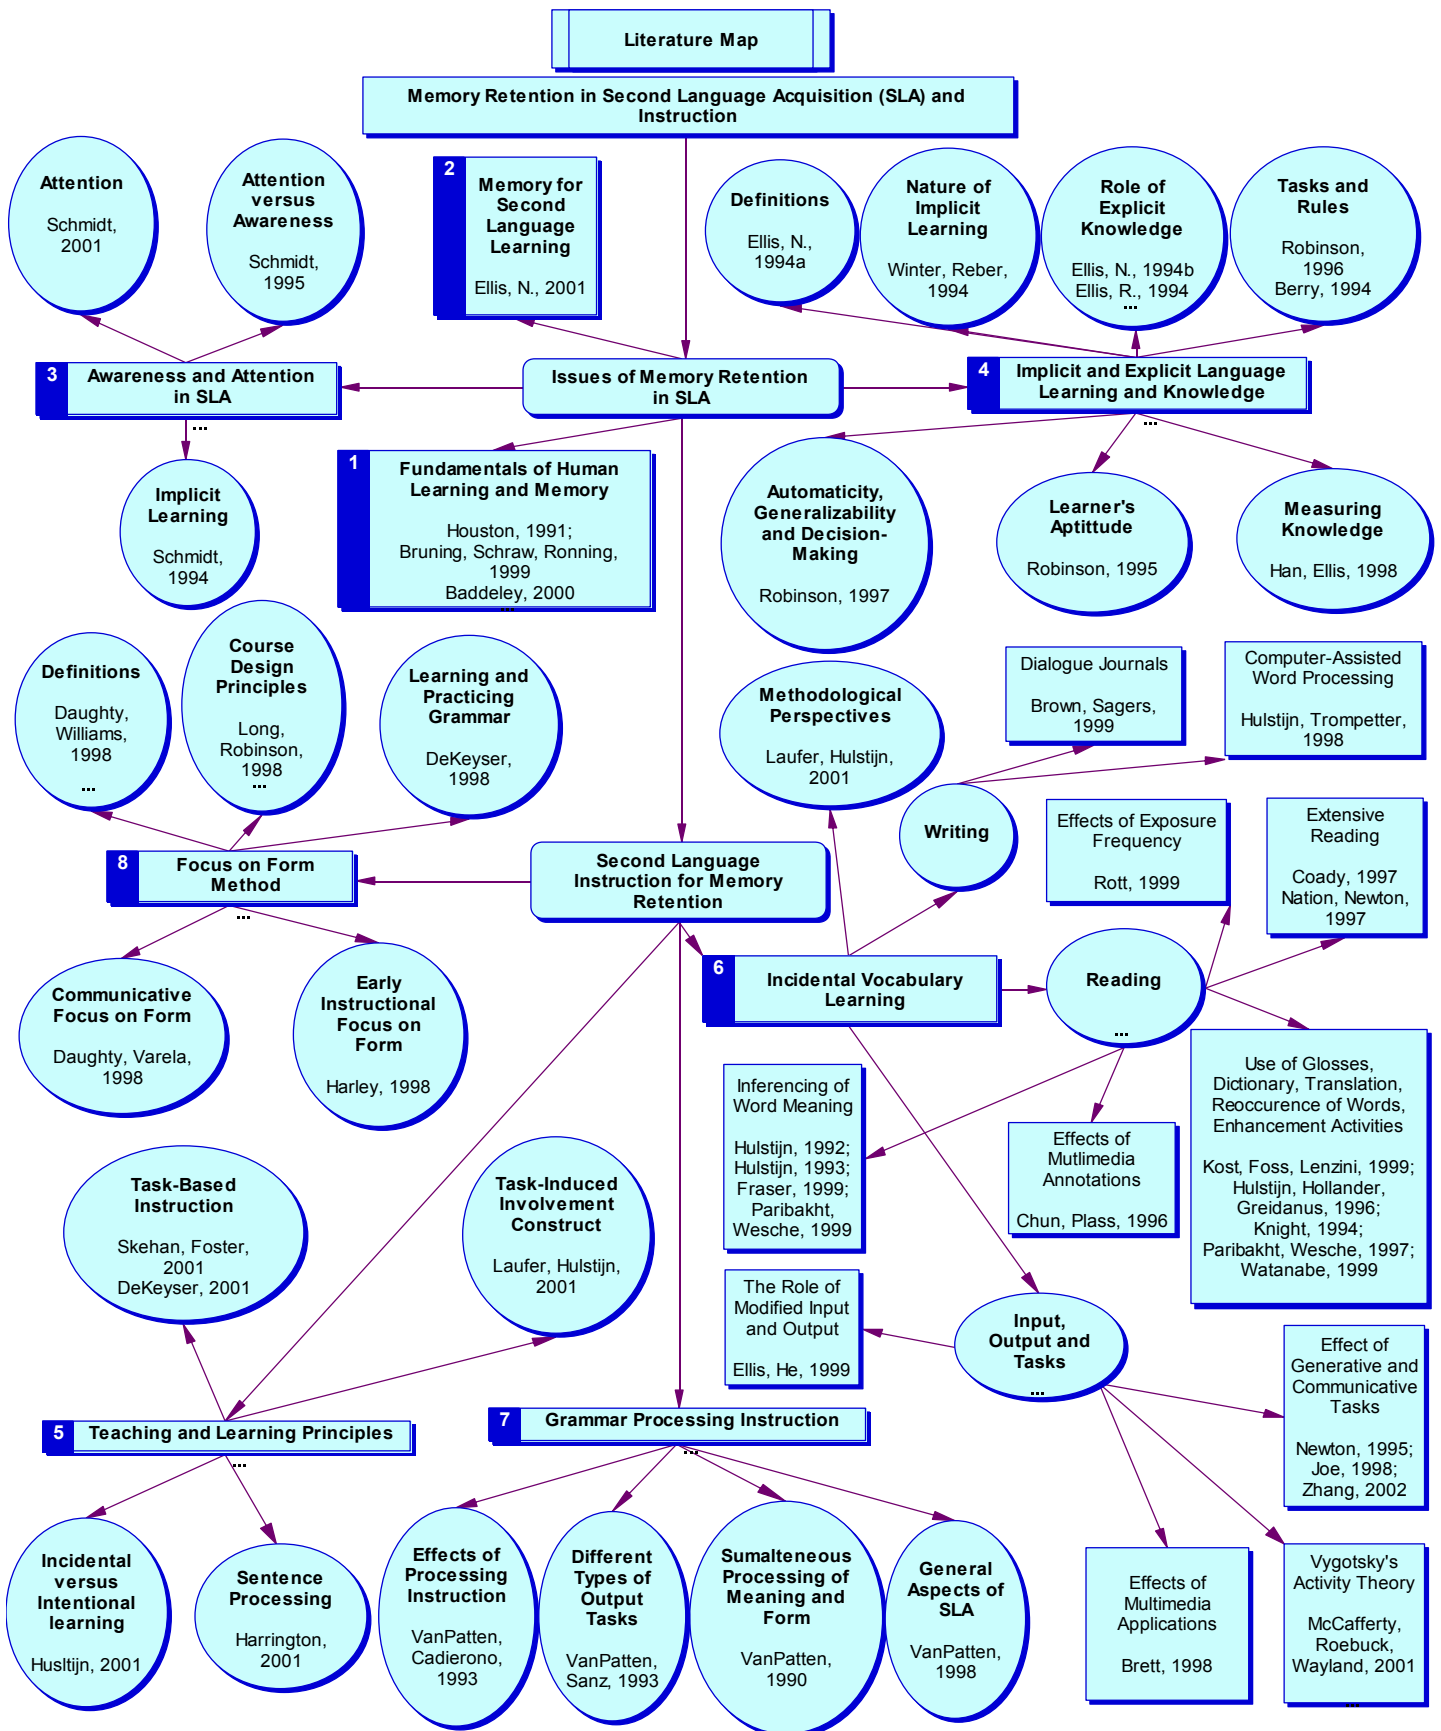 Literature Map
Memory Retention in Second Language Acquisition (SLA) and
Instruction
Attention
Schmidt,
2001
Attention
versus
Awareness
Schmidt,
1995
2
Memory for
Second
Language
Learning
Ellis, N., 2001
Definitions
Ellis, N.,
1994a
Nature of
Implicit
Learning
Winter, Reber,
1994
Role of
Explicit
Knowledge
Ellis, N., 1994b
Ellis, R., 1994
...
Tasks and
Rules
Robinson,
1996
Berry, 1994
3
Awareness and Attention
in SLA
...
Issues of Memory Retention
in SLA
4
Implicit and Explicit Language
Learning and Knowledge
...
Implicit
Learning
Schmidt,
1994
1
Fundamentals of Human
Learning and Memory
Houston, 1991;
Bruning, Schraw, Ronning,
1999
Baddeley, 2000
...
Automaticity,
Generalizability
and Decision-
Making
Robinson, 1997
Learner's
Aptitude
Robinson, 1995
Measuring
Knowledge
Han, Ellis, 1998
Definitions
Daughty,
Williams,
1998
...
Course
Design
Principles
Long,
Robinson,
1998
...
Learning and
Practicing
Grammar
DeKeyser,
1998
Methodological
Perspectives
Laufer, Hulstijn,
2001
Dialogue Journals
Brown, Sagers,
1999
Computer-Assisted
Word Processing
Hulstijn, Trompetter,
1998
Writing
Effects of Exposure
Frequency
Rott, 1999
Extensive
Reading
Coady, 1997
Nation, Newton,
1997
8
Focus on Form
Method
...
Second Language
Instruction for Memory
Retention
6
Incidental Vocabulary
Learning
Reading
...
Communicative
Focus on Form
Daughty, Varela,
1998
Early
Instructional
Focus on
Form
Harley, 1998
Inferencing of
Word Meaning
Hulstijn, 1992;
Hulstijn, 1993;
Fraser, 1999;
Paribakht,
Wesche, 1999
Effects of
Mutlimedia
Annotations
Chun, Plass, 1996
Use of Glosses,
Dictionary, Translation,
Reoccurence of Words,
Enhancement Activities
Kost, Foss, Lenzini, 1999;
Hulstijn, Hollander,
Greidanus, 1996;
Knight, 1994;
Paribakht, Wesche, 1997;
Watanabe, 1999
Task-Based
Instruction
Skehan, Foster,
2001
DeKeyser, 2001
Task-Induced
Involvement
Construct
Laufer, Hulstijn,
2001
The Role of
Modified Input
and Output
Ellis, He, 1999
Input,
Output and
Tasks
...
Effect of
Generative and
Communicative
Tasks
Newton, 1995;
Joe, 1998;
Zhang, 2002
5
Teaching and Learning Principles
...
7
Grammar Processing Instruction
...
Incidental
versus
Intentional
learning
Husltijn, 2001
Sentence
Processing
Harrington,
2001
Effects of
Processing
Instruction
VanPatten,
Cadierono,
1993
Different
Types of
Output
Tasks
VanPatten,
Sanz, 1993
Sumalteneous
Processing of
Meaning and
Form
VanPatten,
1990
General
Aspects of
SLA
VanPatten,
1998
Effects of
Multimedia
Applications
Brett, 1998
Vygotsky's
Activity Theory
McCafferty,
Roebuck,
Wayland, 2001
...